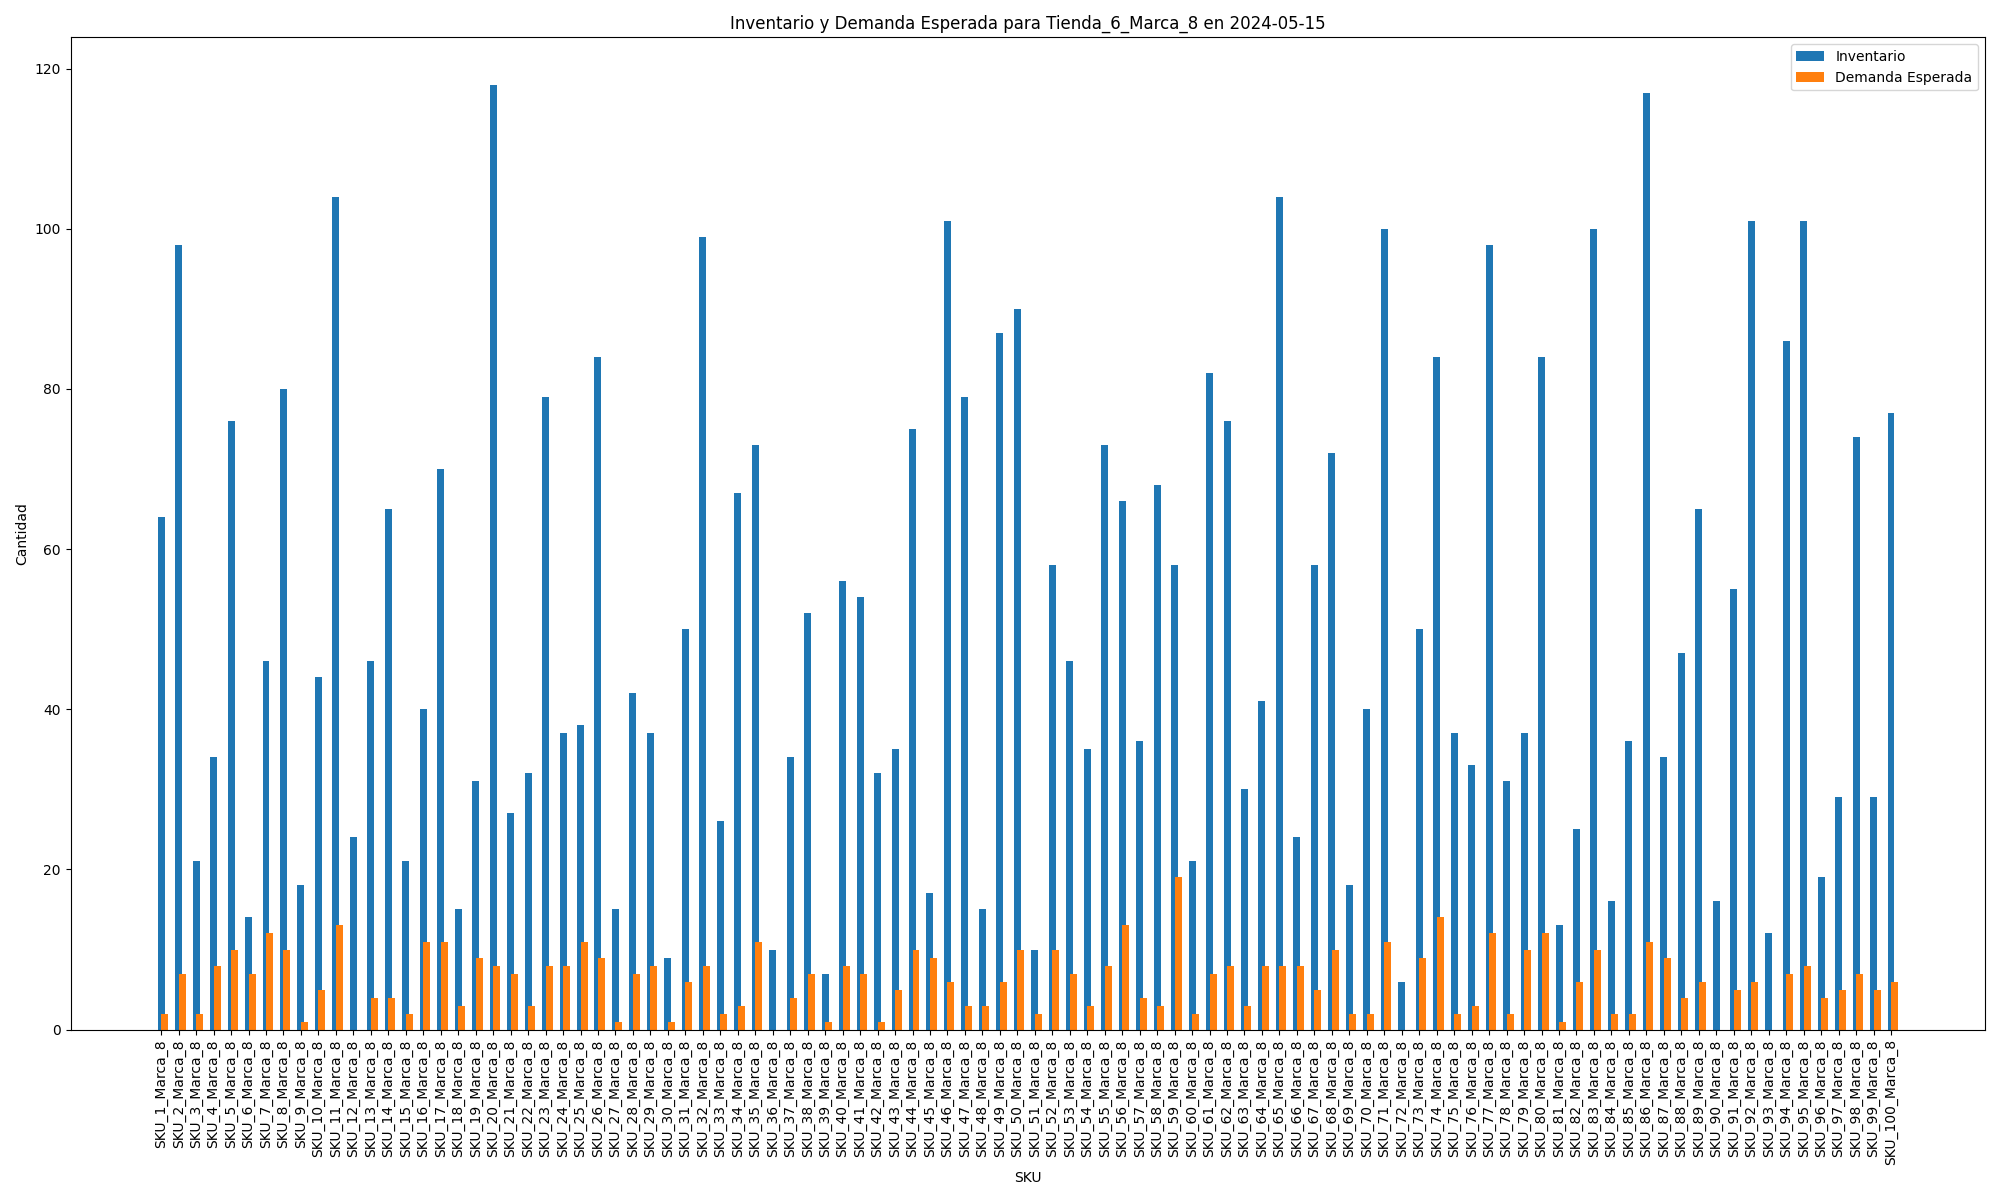 Inventario y Demanda Esperada para Tienda_6_Marca_8 en 2024-05-15
Inventario
Demanda Esperada
120
100
80
60
40
20
0
Cantidad
SKU_1_Marca_8
SKU_2_Marca_8
SKU_3_Marca_8
SKU_4_Marca_8
SKU_5_Marca_8
SKU_6_Marca_8
SKU_7_Marca_8
SKU_8_Marca_8
SKU_9_Marca_8
SKU_10_Marca_8
SKU_11_Marca_8
SKU_12_Marca_8
SKU_13_Marca_8
SKU_14_Marca_8
SKU_15_Marca_8
SKU_16_Marca_8
SKU_17_Marca_8
SKU_18_Marca_8
SKU_19_Marca_8
SKU_20_Marca_8
SKU_21_Marca_8
SKU_22_Marca_8
SKU_23_Marca_8
SKU_24_Marca_8
SKU_25_Marca_8
SKU_26_Marca_8
SKU_27_Marca_8
SKU_28_Marca_8
SKU_29_Marca_8
SKU_30_Marca_8
SKU_31_Marca_8
SKU_32_Marca_8
SKU_33_Marca_8
SKU_34_Marca_8
SKU_35_Marca_8
SKU_36_Marca_8
SKU_37_Marca_8
SKU_38_Marca_8
SKU_39_Marca_8
SKU_40_Marca_8
SKU_41_Marca_8
SKU_42_Marca_8
SKU_43_Marca_8
SKU_44_Marca_8
SKU_45_Marca_8
SKU_46_Marca_8
SKU_47_Marca_8
SKU_48_Marca_8
SKU_49_Marca_8
SKU_50_Marca_8
SKU_51_Marca_8
SKU_52_Marca_8
SKU_53_Marca_8
SKU_54_Marca_8
SKU_55_Marca_8
SKU_56_Marca_8
SKU_57_Marca_8
SKU_58_Marca_8
SKU_59_Marca_8
SKU_60_Marca_8
SKU_61_Marca_8
SKU_62_Marca_8
SKU_63_Marca_8
SKU_64_Marca_8
SKU_65_Marca_8
SKU_66_Marca_8
SKU_67_Marca_8
SKU_68_Marca_8
SKU_69_Marca_8
SKU_70_Marca_8
SKU_71_Marca_8
SKU_72_Marca_8
SKU_73_Marca_8
SKU_74_Marca_8
SKU_75_Marca_8
SKU_76_Marca_8
SKU_77_Marca_8
SKU_78_Marca_8
SKU_79_Marca_8
SKU_80_Marca_8
SKU_81_Marca_8
SKU_82_Marca_8
SKU_83_Marca_8
SKU_84_Marca_8
SKU_85_Marca_8
SKU_86_Marca_8
SKU_87_Marca_8
SKU_88_Marca_8
SKU_89_Marca_8
SKU_90_Marca_8
SKU_91_Marca_8
SKU_92_Marca_8
SKU_93_Marca_8
SKU_94_Marca_8
SKU_95_Marca_8
SKU_96_Marca_8
SKU_97_Marca_8
SKU_98_Marca_8
SKU_99_Marca_8
SKU_100_Marca_8
SKU